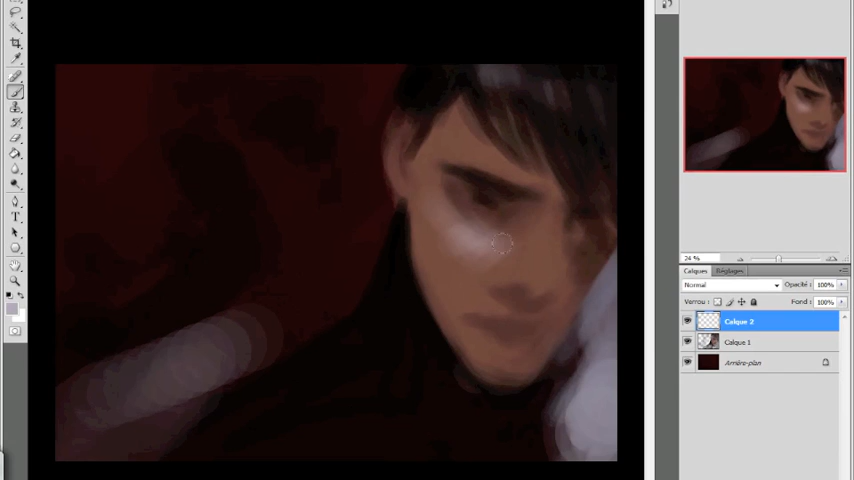 24 %
Calques
Réglages
Normal
Opacité : 100%
Verrou :
Fond : 100%
Calque 2
Calque 1
Arrière-plan